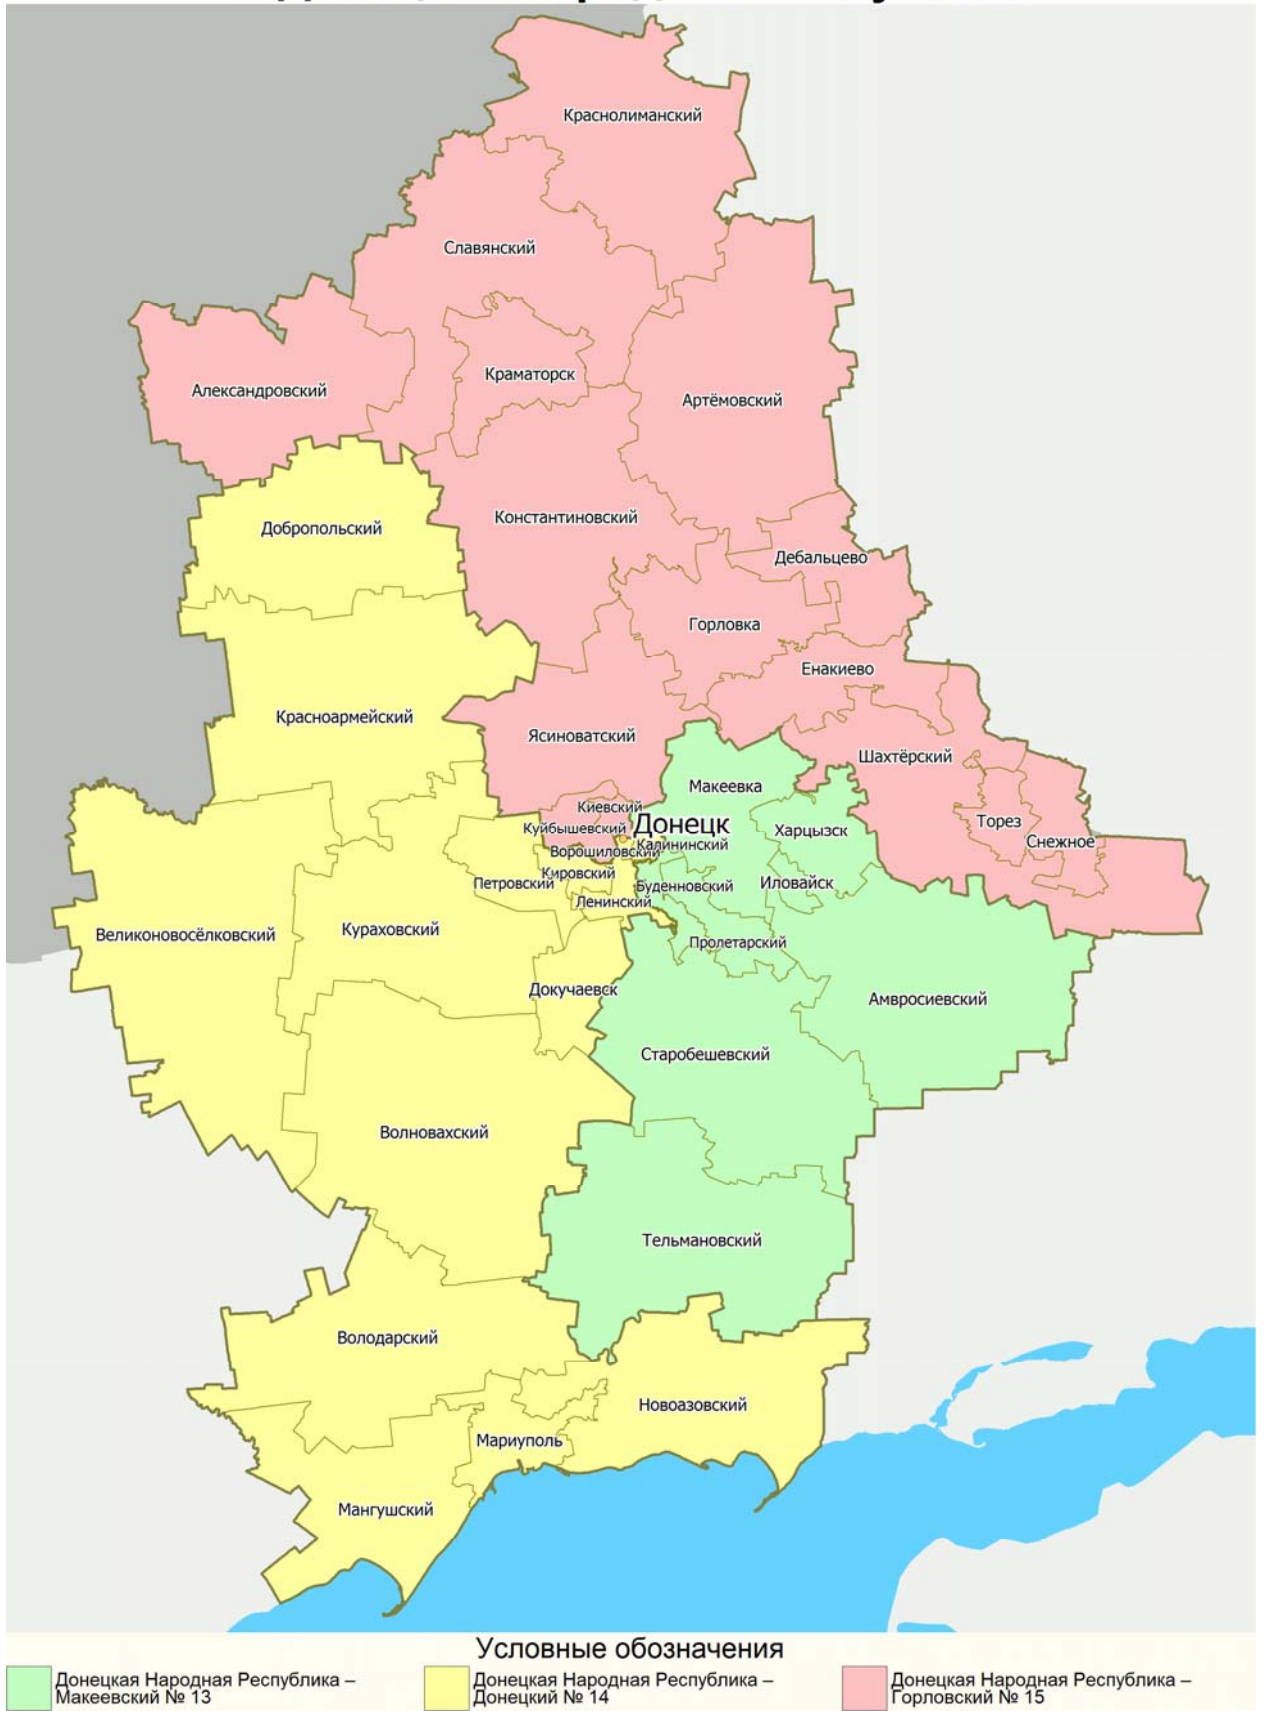 Краснолиманский
Славянский
Александровский
Краматорск
Артёмовский
Константиновский
Добропольский
Дебальцево
Горловка
Енакиево
Красноармейский
Ясиноватский
Шахтёрский
Макеевка
Киевский
Куйбышевский
Донецк
Торез
Харцызск
Снежное
Калининский
Ворошиловский
Кировский
Петровский
Буденновский
Иловайск
Ленинский
Кураховский
Великоновосёлковский
Пролетарский
Докучаевск
Амвросиевский
Старобешевский
Волновахский
Тельмановский
Володарский
Новоазовский
Мариуполь
Мангушский
Условные обозначения
Донецкая Народная Республика –
Макеевский № 13
Донецкая Народная Республика –
Донецкий № 14
Донецкая Народная Республика –
Горловский № 15